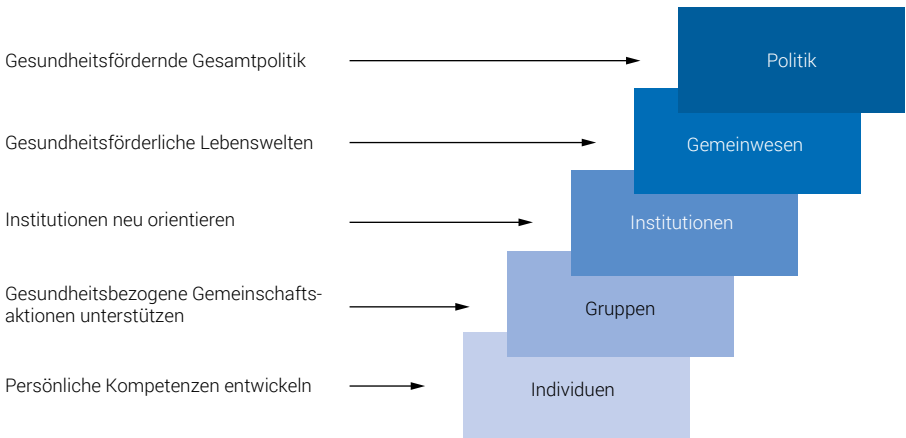 Gesundheitsfördernde Gesamtpolitik
Politik
Gesundheitsförderliche Lebenswelten
Gemeinwesen
Institutionen neu orientieren
Institutionen
Gesundheitsbezogene Gemeinschafts-
aktionen unterstützen
Gruppen
Persönliche Kompetenzen entwickeln
Individuen